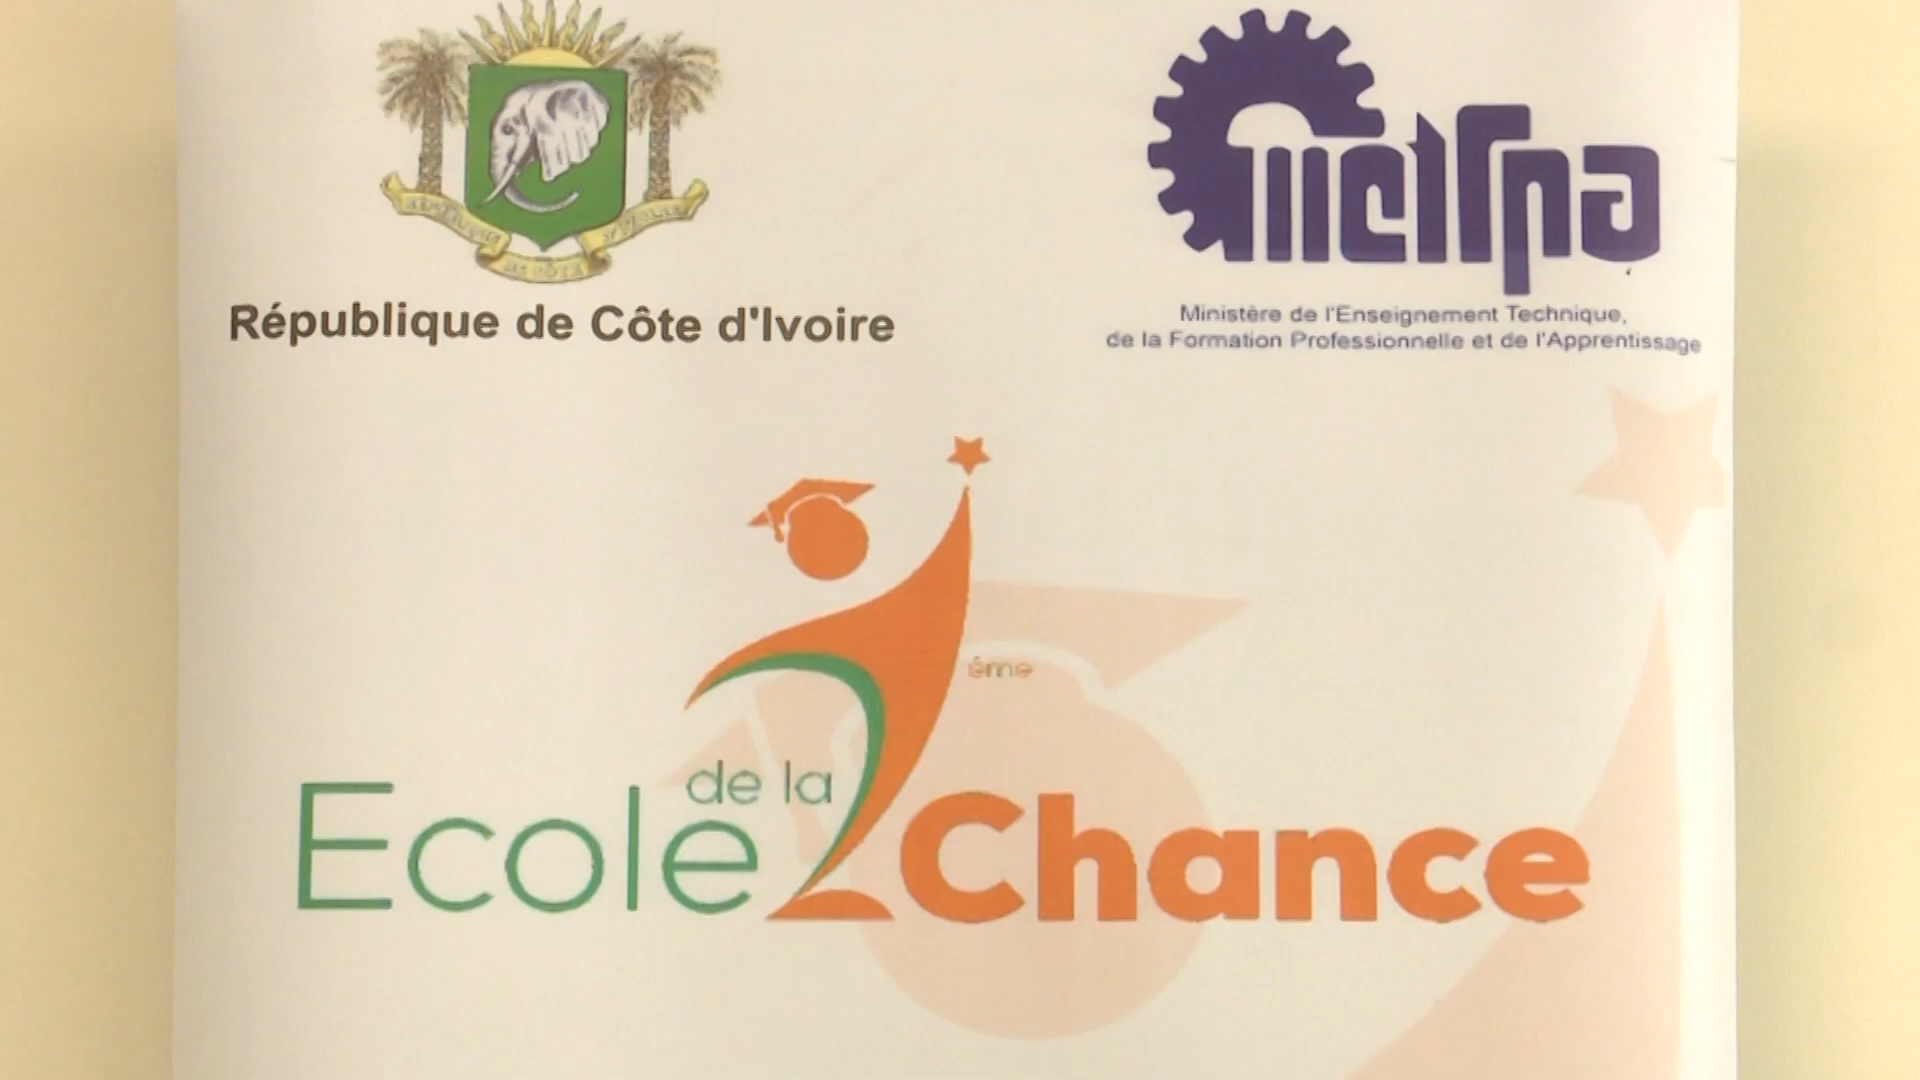 République de Côte d'Ivoire
metfpa
Ministère de l'Enseignement Technique,
de la Formation Professionnelle et de l'Apprentissage
Ecole de la 2ème Chance